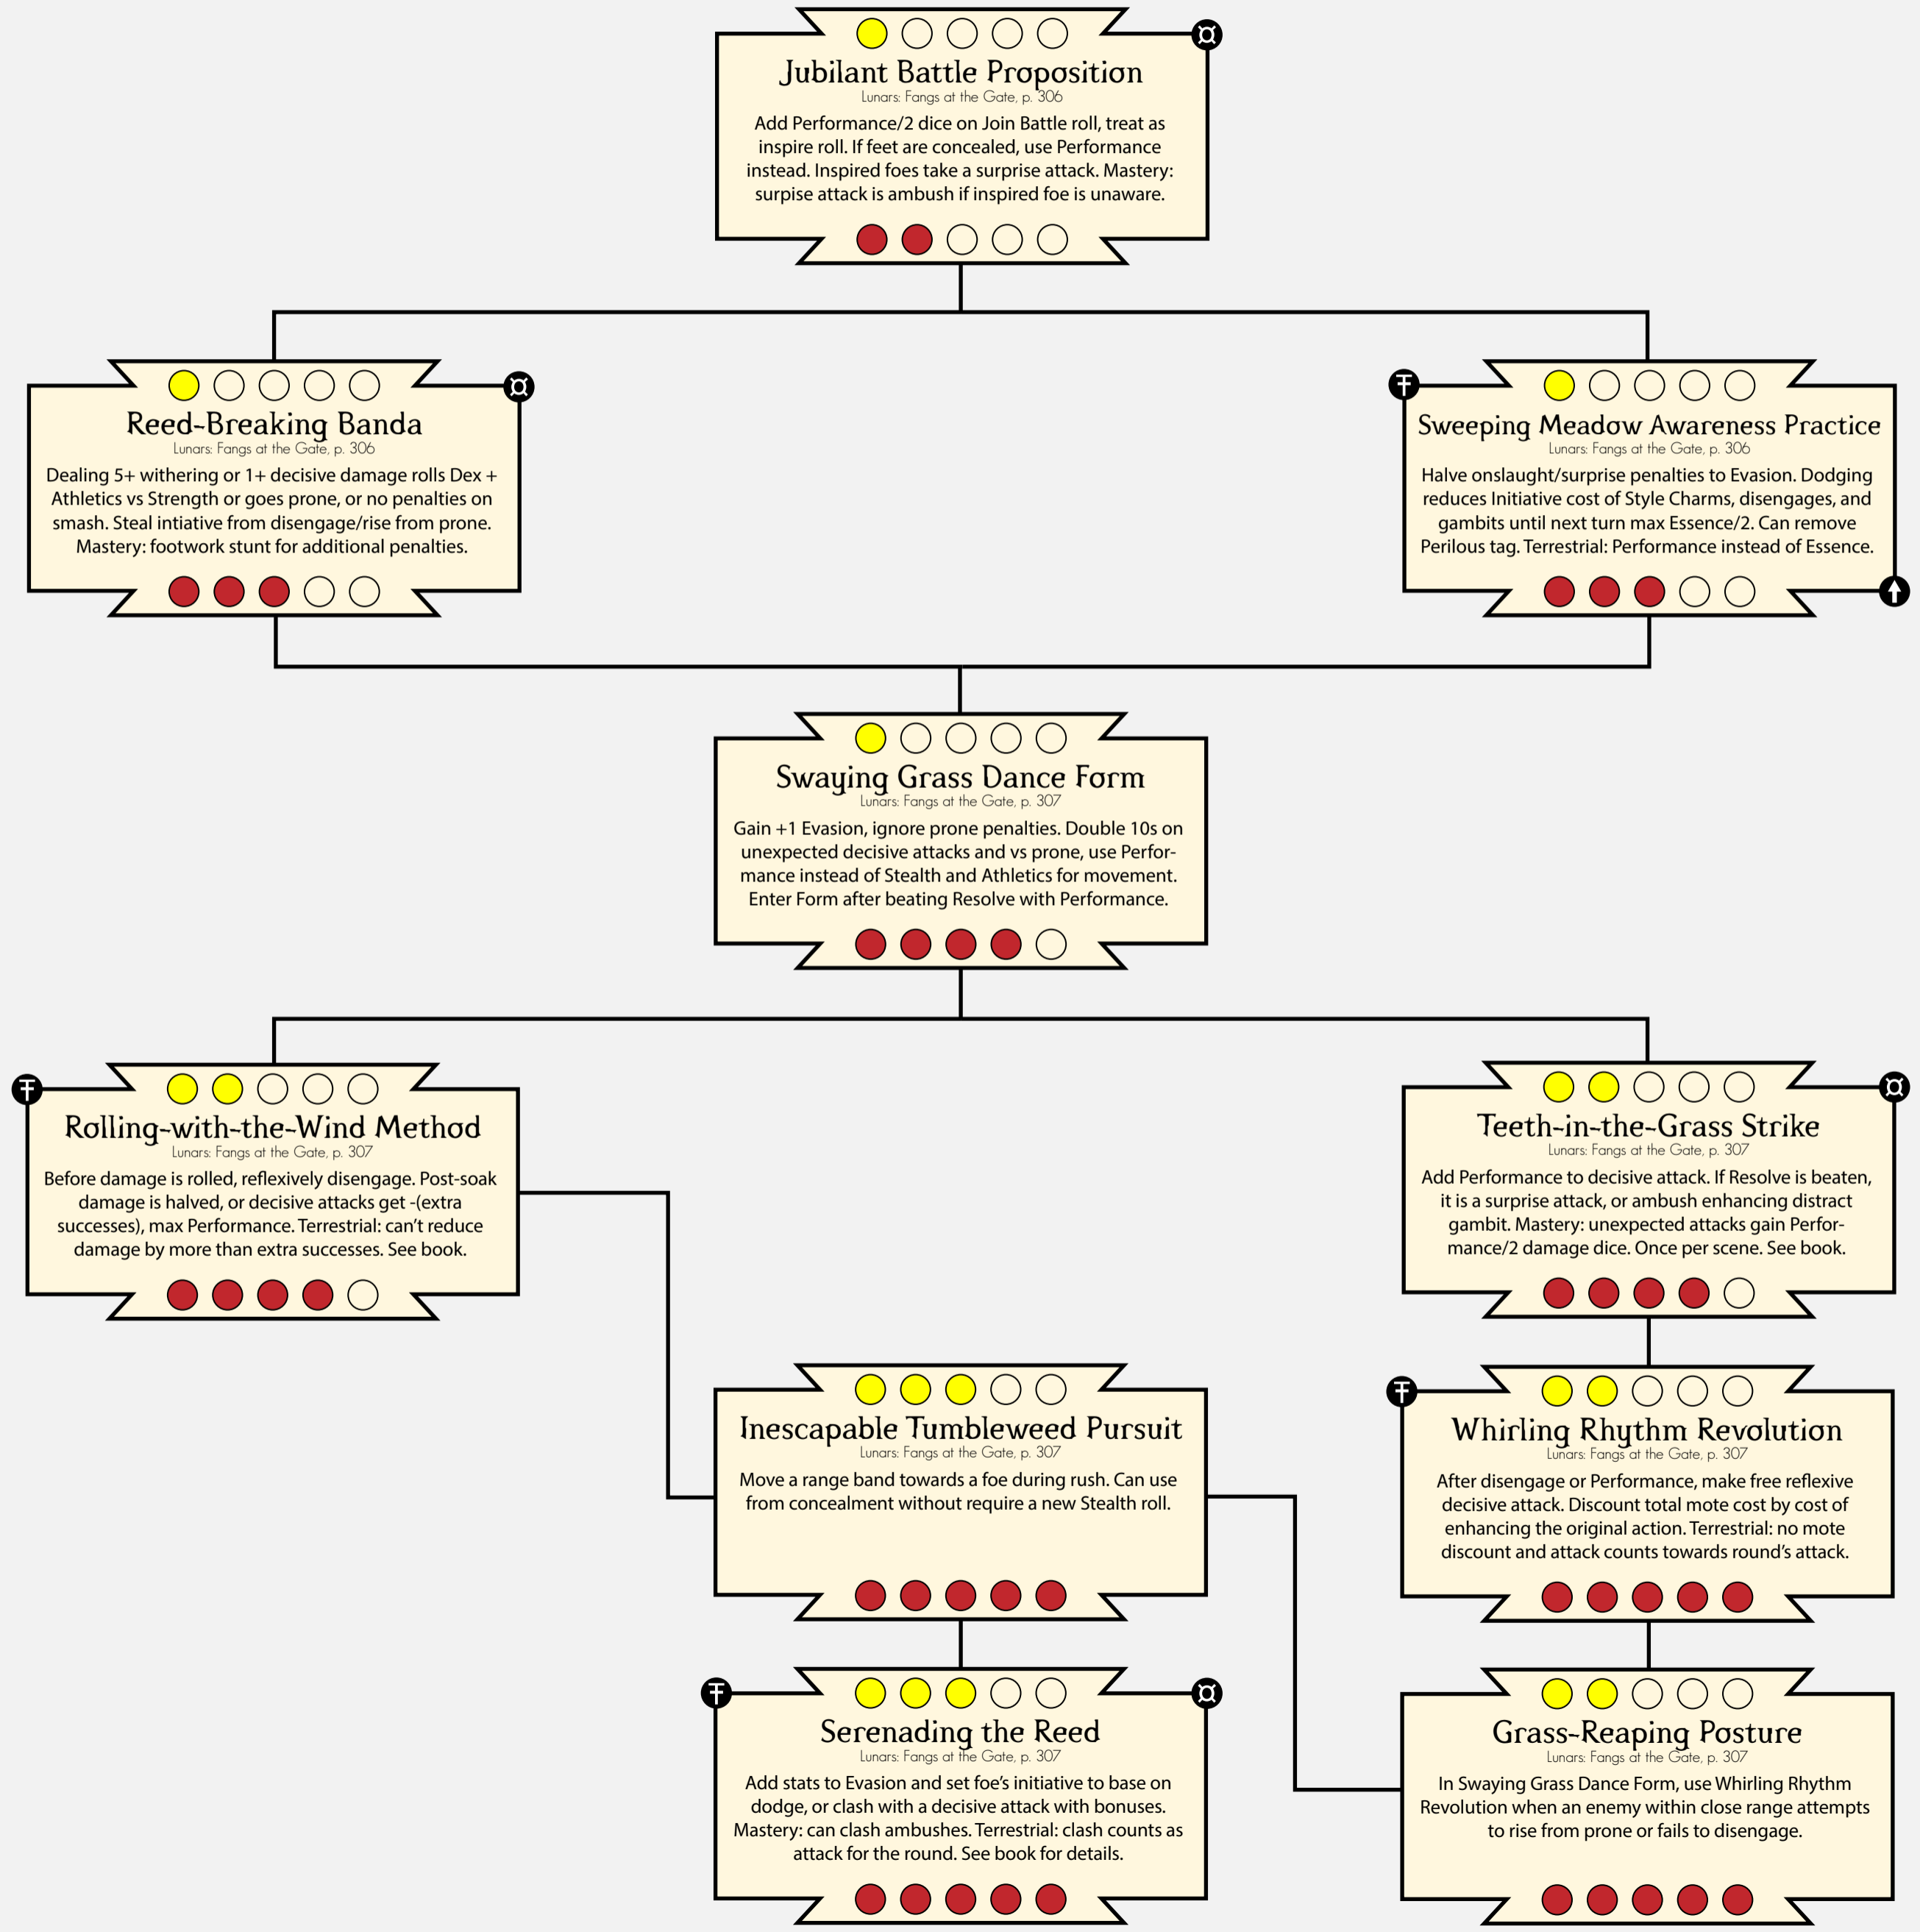 Jubilant Battle Proposition
Lunars: Fangs at the Gate, p. 306
Add Performance/2 dice on Join Battle roll, treat as
inspire roll. If feet are concealed, use Performance
instead. Inspired foes take a surprise attack. Mastery:
surpise attack is ambush if inspired foe is unaware.
Reed-Breaking Banda
Lunars: Fangs at the Gate, p. 306
Dealing 5+ withering or 1+ decisive damage rolls Dex +
Athletics vs Strength or goes prone, or no penalties on
smash. Steal intiative from disengage/rise from prone.
Mastery: footwork stunt for additional penalties.
Sweeping Meadow Awareness Practice
Lunars: Fangs at the Gate, p. 306
Halve onslaught/surprise penalties to Evasion. Dodging
reduces Initiative cost of Style Charms, disengages, and
gambits until next turn max Essence/2. Can remove
Perilous tag. Terrestrial: Performance instead of Essence.
Swaying Grass Dance Form
Lunars: Fangs at the Gate, p. 307
Gain +1 Evasion, ignore prone penalties. Double 10s on
unexpected decisive attacks and vs prone, use Perfor-
mance instead of Stealth and Athletics for movement.
Enter Form after beating Resolve with Performance.
Rolling-with-the-Wind Method
Lunars: Fangs at the Gate, p. 307
Before damage is rolled, reflexively disengage. Post-soak
damage is halved, or decisive attacks get -(extra
successes), max Performance. Terrestrial: can't reduce
damage by more than extra successes. See book.
Teeth-in-the-Grass Strike
Lunars: Fangs at the Gate, p. 307
Add Performance to decisive attack. If Resolve is beaten,
it is a surprise attack, or ambush enhancing distract
gambit. Mastery: unexpected attacks gain Perfor-
mance/2 damage dice. Once per scene. See book.
Inescapable Tumbleweed Pursuit
Lunars: Fangs at the Gate, p. 307
Move a range band towards a foe during rush. Can use
from concealment without require a new Stealth roll.
Whirling Rhythm Revolution
Lunars: Fangs at the Gate, p. 307
After disengage or Performance, make free reflexive
decisive attack. Discount total mote cost by cost of
enhancing the original action. Terrestrial: no mote
discount and attack counts towards round's attack.
Serenading the Reed
Lunars: Fangs at the Gate, p. 307
Add stats to Evasion and set foe's initiative to base on
dodge, or clash with a decisive attack with bonuses.
Mastery: can clash ambushes. Terrestrial: clash counts as
attack for the round. See book for details.
Grass-Reaping Posture
Lunars: Fangs at the Gate, p. 307
In Swaying Grass Dance Form, use Whirling Rhythm
Revolution when an enemy within close range attempts
to rise from prone or fails to disengage.